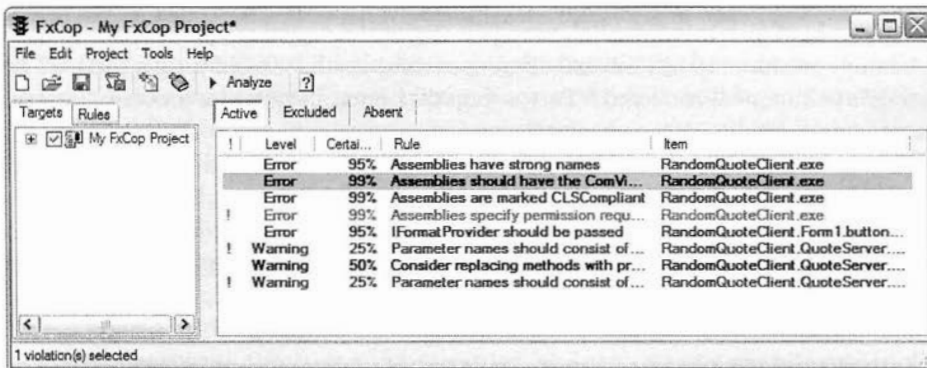 FxCop - My FxCop Project*
File Edit Project Tools Help
Analyze
Targets Rules
Active Excluded Absent
My FxCop Project
! Level Certai... Rule Item
Error 95% Assemblies have strong names RandomQuoteClient.exe
Error 99% Assemblies should have the ComVi... RandomQuoteClient.exe
Error 99% Assemblies are marked CLSCompliant RandomQuoteClient.exe
! Error 99% Assemblies specify permission requ... RandomQuoteClient.exe
Error 95% IFormatProvider should be passed RandomQuoteClient.Form1.button...
! Warning 25% Parameter names should consist of... RandomQuoteClient.QuoteServer....
Warning 50% Consider replacing methods with pr... RandomQuoteClient.QuoteServer....
! Warning 25% Parameter names should consist of... RandomQuoteClient.QuoteServer....
1 violation(s) selected